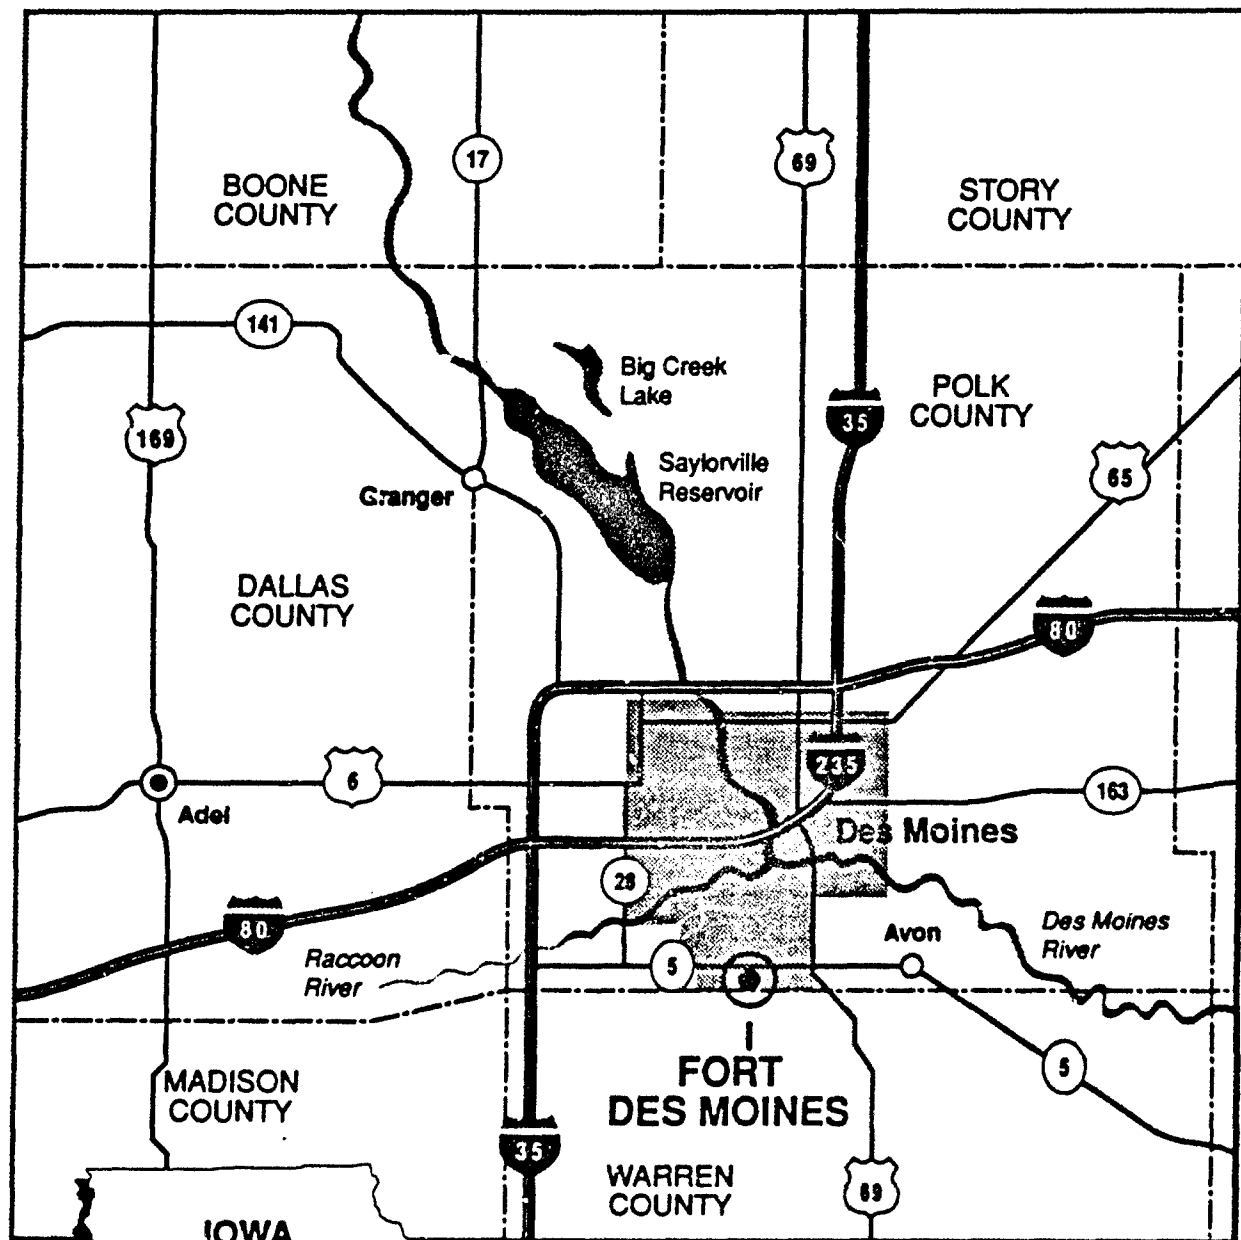 17
69
BOONE
COUNTY
STORY
COUNTY
141
Big Creek
Lake
POLK
COUNTY
35
169
65
Saylorville
Reservoir
Granger
DALLAS
COUNTY
80
235
6
163
Adel
Des Moines
28
80
Avon
Des Moines
River
Raccoon
River
5
FORT
DES MOINES
5
MADISON
COUNTY
35
WARREN
COUNTY
69
IOWA